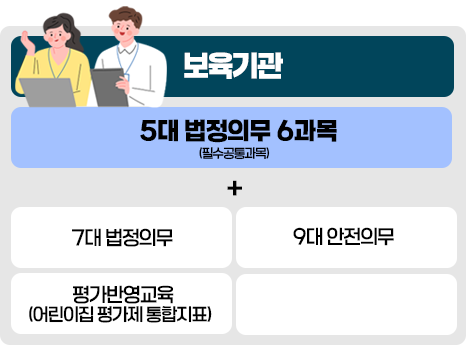 보육기관
5대 법정의무 6과목
(필수공통과목)
+
7대 법정의무
9대 안전의무
평가반영교육
(어린이집 평가제 통합지표)